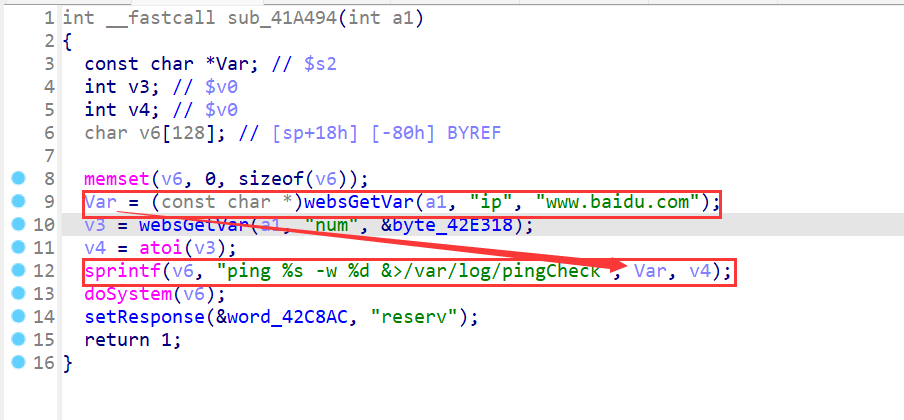 1 int __fastcall sub_41A494(int a1)
2 {
3 const char *Var; // $s2
4 int v3; // $v0
5 int v4; // $v0
6 char v6[128]; // [sp+18h] [-80h] BYREF
7
8 memset(v6, 0, sizeof(v6));
9 Var = (const char *)websGetVar(a1, "ip", "www.baidu.com");
10 v3 = websGetVar(a1, "num", &byte_42E318);
11 v4 = atoi(v3);
12 sprintf(v6, "ping %s -w %d &>/var/log/pingCheck", Var, v4);
13 doSystem(v6);
14 setResponse(&word_42C8AC, "reserv");
15 return 1;
16 }